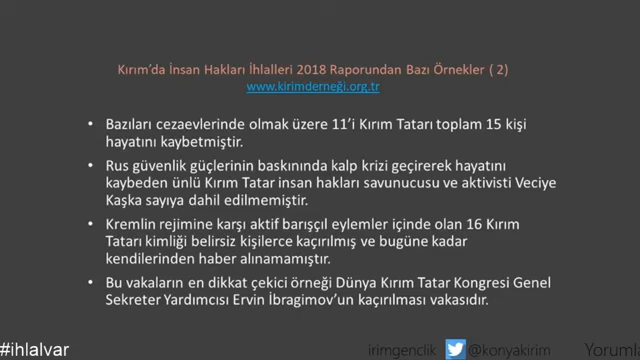 Kırım'da İnsan Hakları İhlalleri 2018 Raporundan Bazı Örnekler ( 2)
www.kirimderneği.org.tr
• Bazıları cezaevlerinde olmak üzere 11'i Kırım Tatarı toplam 15 kişi
hayatını kaybetmiştir.
• Rus güvenlik güçlerinin baskınında kalp krizi geçirerek hayatını
kaybeden ünlü Kırım Tatar insan hakları savunucusu ve aktivisti Veciye
Kaşka sayıya dahil edilmemiştir.
• Kremlin rejimine karşı aktif barışçıl eylemler içinde olan 16 Kırım
Tatarı kimliği belirsiz kişilerce kaçırılmış ve bugüne kadar
kendilerinden haber alınamamıştır.
• Bu vakaların en dikkat çekici örneği Dünya Kırım Tatar Kongresi Genel
Sekreter Yardımcısı Ervin İbragimov'un kaçırılması vakasıdır.
#ihlalvar irimgenclik @konyakirim Yorumla